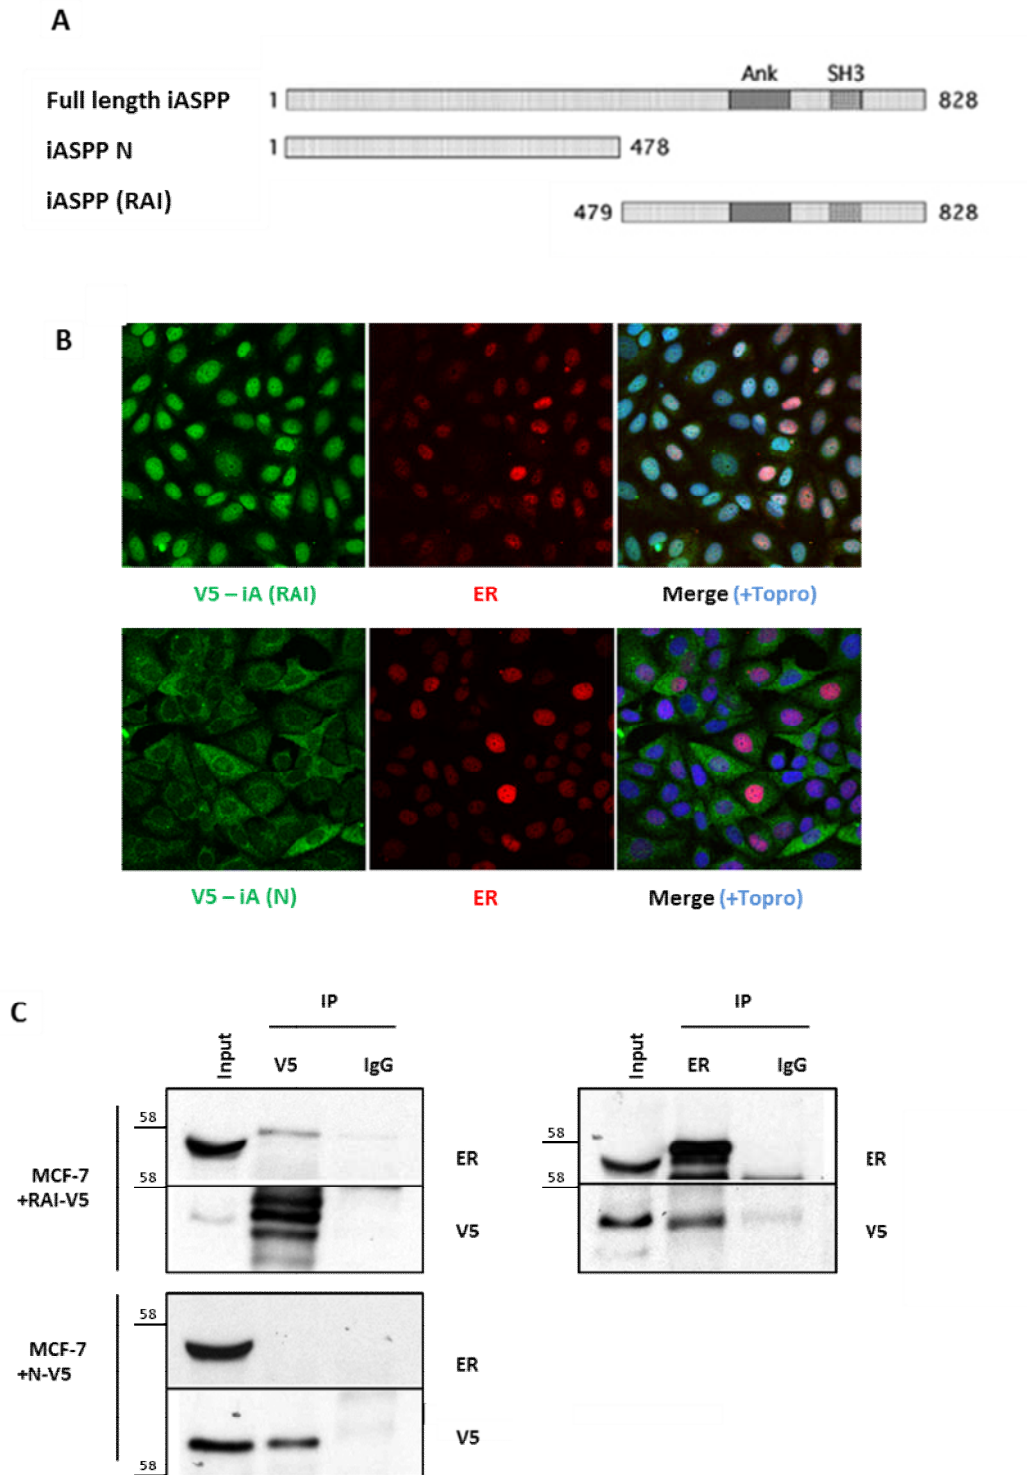 A
Ank SH3
Full length iASPP 1 828
iASPP N 1 478
iASPP (RAI) 479 828
B
V5 – iA (RAI) ER Merge (+Topro)
V5 – iA (N) ER Merge (+Topro)
C
IP IP
Input V5 IgG Input ER IgG
58 ER 58 ER
MCF-7
+RAI-V5
58 V5 58 V5
58
MCF-7
+N-V5
ER
V5
58